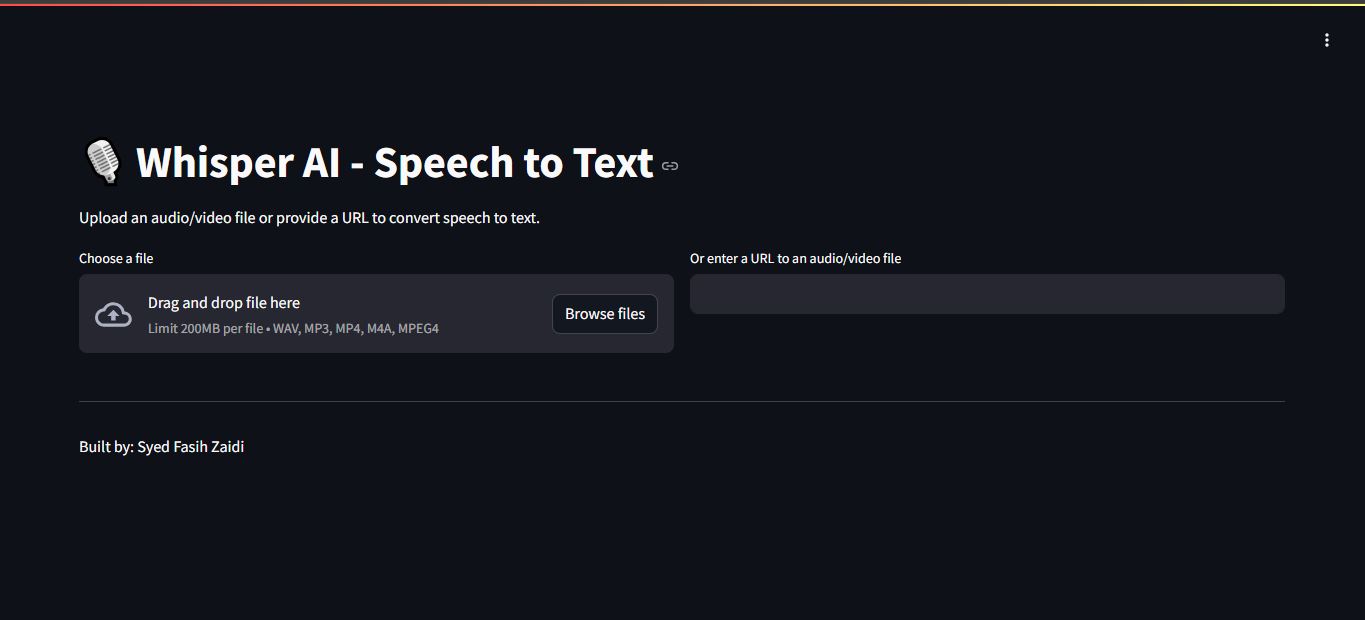 Whisper AI - Speech to Text
Upload an audio/video file or provide a URL to convert speech to text.
Choose a file
Drag and drop file here
Limit 200MB per file • WAV, MP3, MP4, M4A, MPEG4
Browse files
Or enter a URL to an audio/video file
Built by: Syed Fasih Zaidi